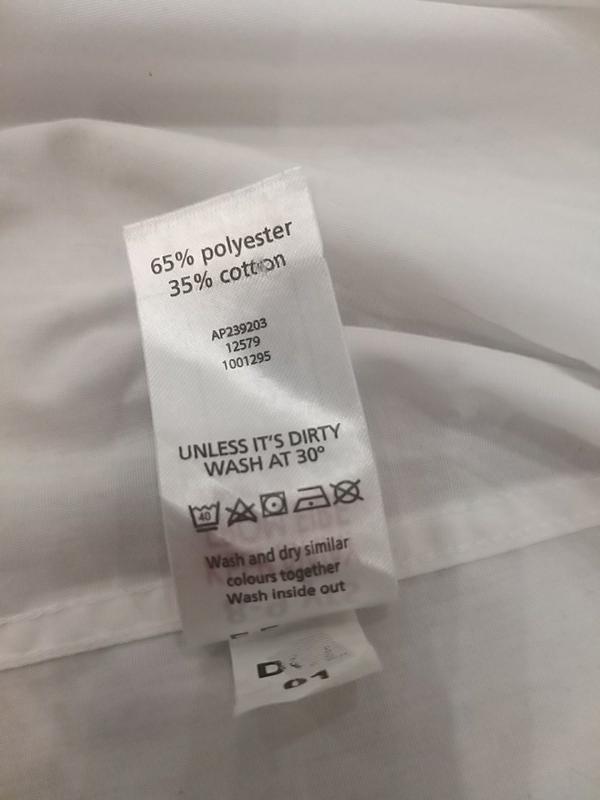 65% polyester
35% cotton
AP239203
12579
1001295
UNLESS IT'S DIRTY
WASH AT 30°
40
Wash and dry similar
colours together
Wash inside out
01